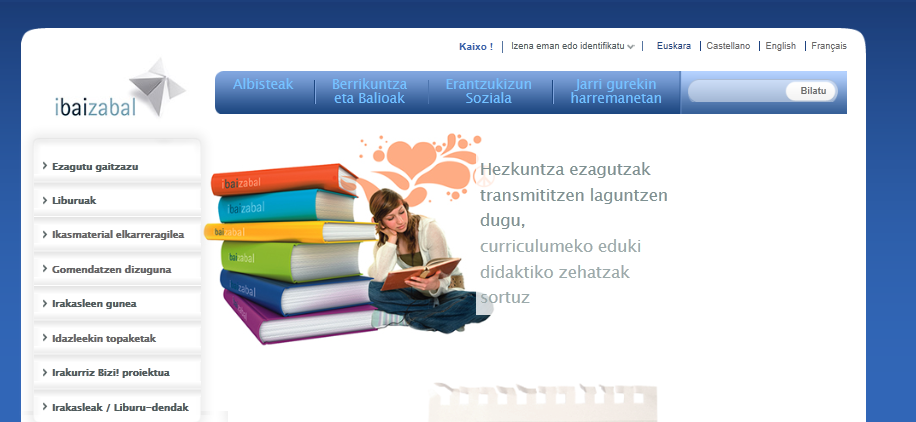 Kaixo !
Izena eman edo identifikatu
Euskara
Castellano
English
Français
ibaizabal
Albisteak
Berrikuntza
eta Balioak
Erantzukizun
Soziala
Jarri gurekin
harremanetan
Bilatu
Ezagutu gaitzazu
Liburuak
Ikasmaterial elkarreragilea
Gomendatzen dizuguna
Irakasleen gunea
Idazleekin topaketak
Irakurriz Bizi! proiektua
Irakasleak / Liburu-dendak
ibaizabal
ibaizabal
ibaizabal
ibaizabal
zabal
Hezkuntza ezagutzak
transmititzen laguntzen
dugu,
curriculumeko eduki
didaktiko zehatzak
sortuz